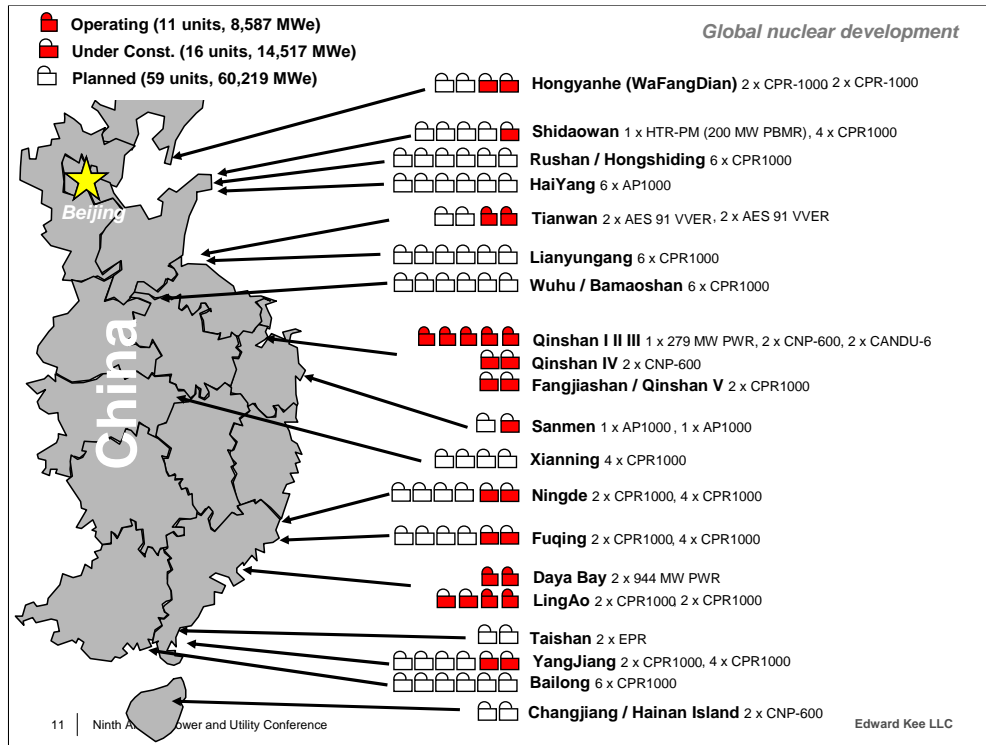 Operating (11 units, 8,587 MWe)
Global nuclear development
Under Const. (16 units, 14,517 MWe)
Planned (59 units, 60,219 MWe)
Hongyanhe (WaFangDian) 2 x CPR-1000, 2 x CPR-1000
Shidaowan 1 x HTR-PM (200 MW PBMR), 4 x CPR1000
Rushan / Hongshiding 6 x CPR1000
HaiYang 6 x AP1000
Beijing
Tianwan 2 x AES 91 VVER, 2 x AES 91 VVER
Lianyungang 6 x CPR1000
Wuhu / Bamaoshan 6 x CPR1000
China
Qinshan I II III 1 x 279 MW PWR, 2 x CNP-600, 2 x CANDU-6
Qinshan IV 2 x CNP-600
Fangjiashan / Qinshan V 2 x CPR1000
Sanmen 1 x AP1000 , 1 x AP1000
Xianning 4 x CPR1000
Ningde 2 x CPR1000, 4 x CPR1000
Fuqing 2 x CPR1000, 4 x CPR1000
Daya Bay 2 x 944 MW PWR
LingAo 2 x CPR1000, 2 x CPR1000
Taishan 2 x EPR
YangJiang 2 x CPR1000, 4 x CPR1000
Bailong 6 x CPR1000
Changjiang / Hainan Island 2 x CNP-600
11 Ninth ower and Utility Conference
Edward Kee LLC